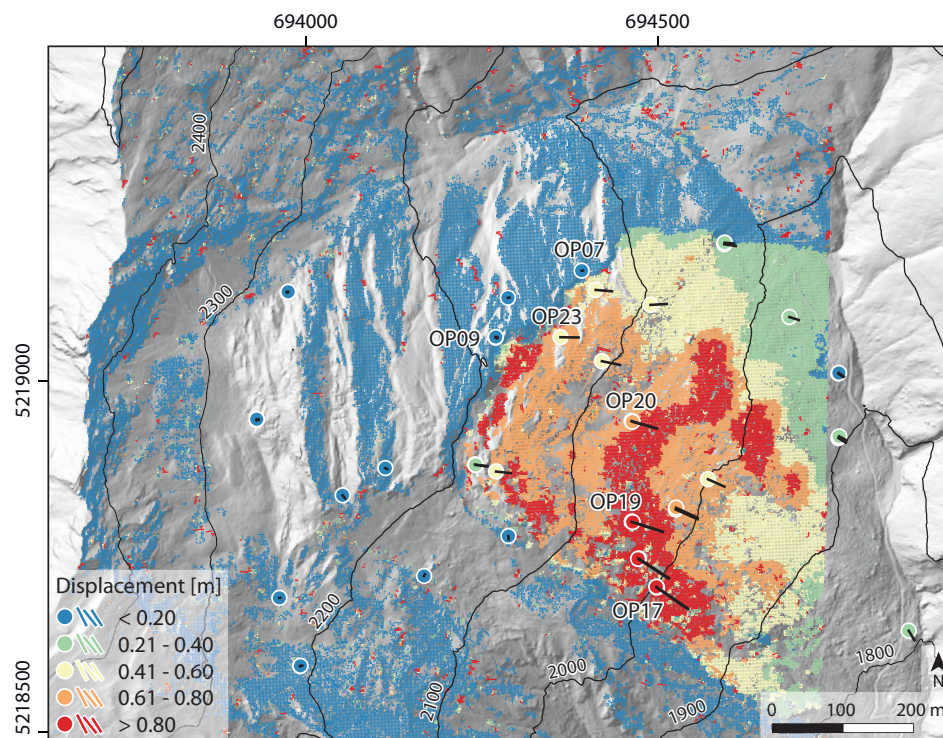 694000
694500
2400
OP07
2300
OP23
OP09
5219000
OP20
OP19
Displacement [m]
< 0.20
0.21 - 0.40
0.41 - 0.60
0.61 - 0.80
> 0.80
OP17
2200
2100
2000
1900
1800
N
0 100 200 m
5218500